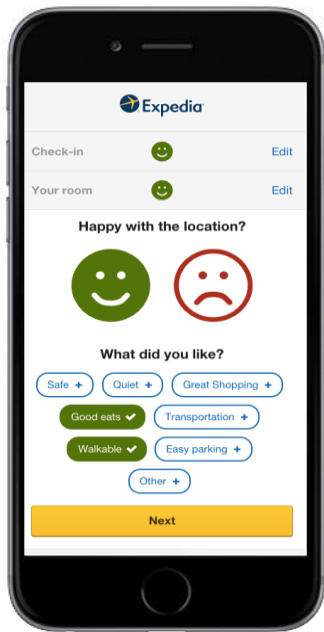 Expedia
Check-in Edit
Your room Edit
Happy with the location?
What did you like?
Safe + Quiet + Great Shopping +
Good eats ✔ Transportation +
Walkable ✔ Easy parking +
Other +
Next